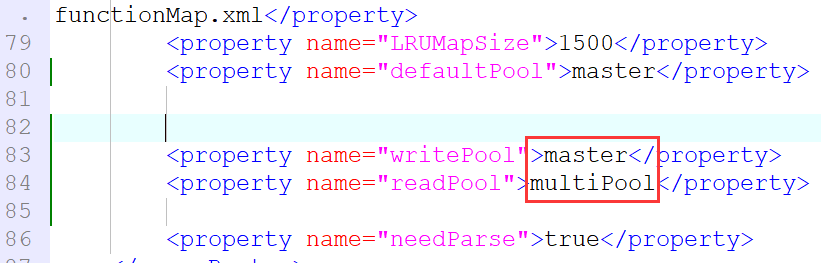 . functionMap.xml</property>
79 <property name="LRUMapSize">1500</property>
80 <property name="defaultPool">master</property>
81
82
83 <property name="writePool">master</property>
84 <property name="readPool">multiPool</property>
85
86 <property name="needParse">true</property>